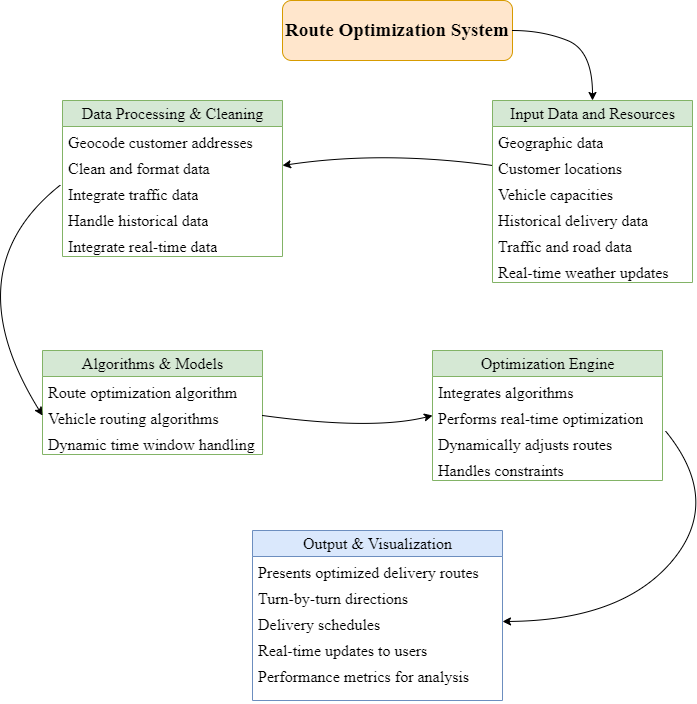 Route Optimization System
Data Processing & Cleaning
Geocode customer addresses
Clean and format data
Integrate traffic data
Handle historical data
Integrate real-time data
Input Data and Resources
Geographic data
Customer locations
Vehicle capacities
Historical delivery data
Traffic and road data
Real-time weather updates
Algorithms & Models
Route optimization algorithm
Vehicle routing algorithms
Dynamic time window handling
Optimization Engine
Integrates algorithms
Performs real-time optimization
Dynamically adjusts routes
Handles constraints
Output & Visualization
Presents optimized delivery routes
Turn-by-turn directions
Delivery schedules
Real-time updates to users
Performance metrics for analysis